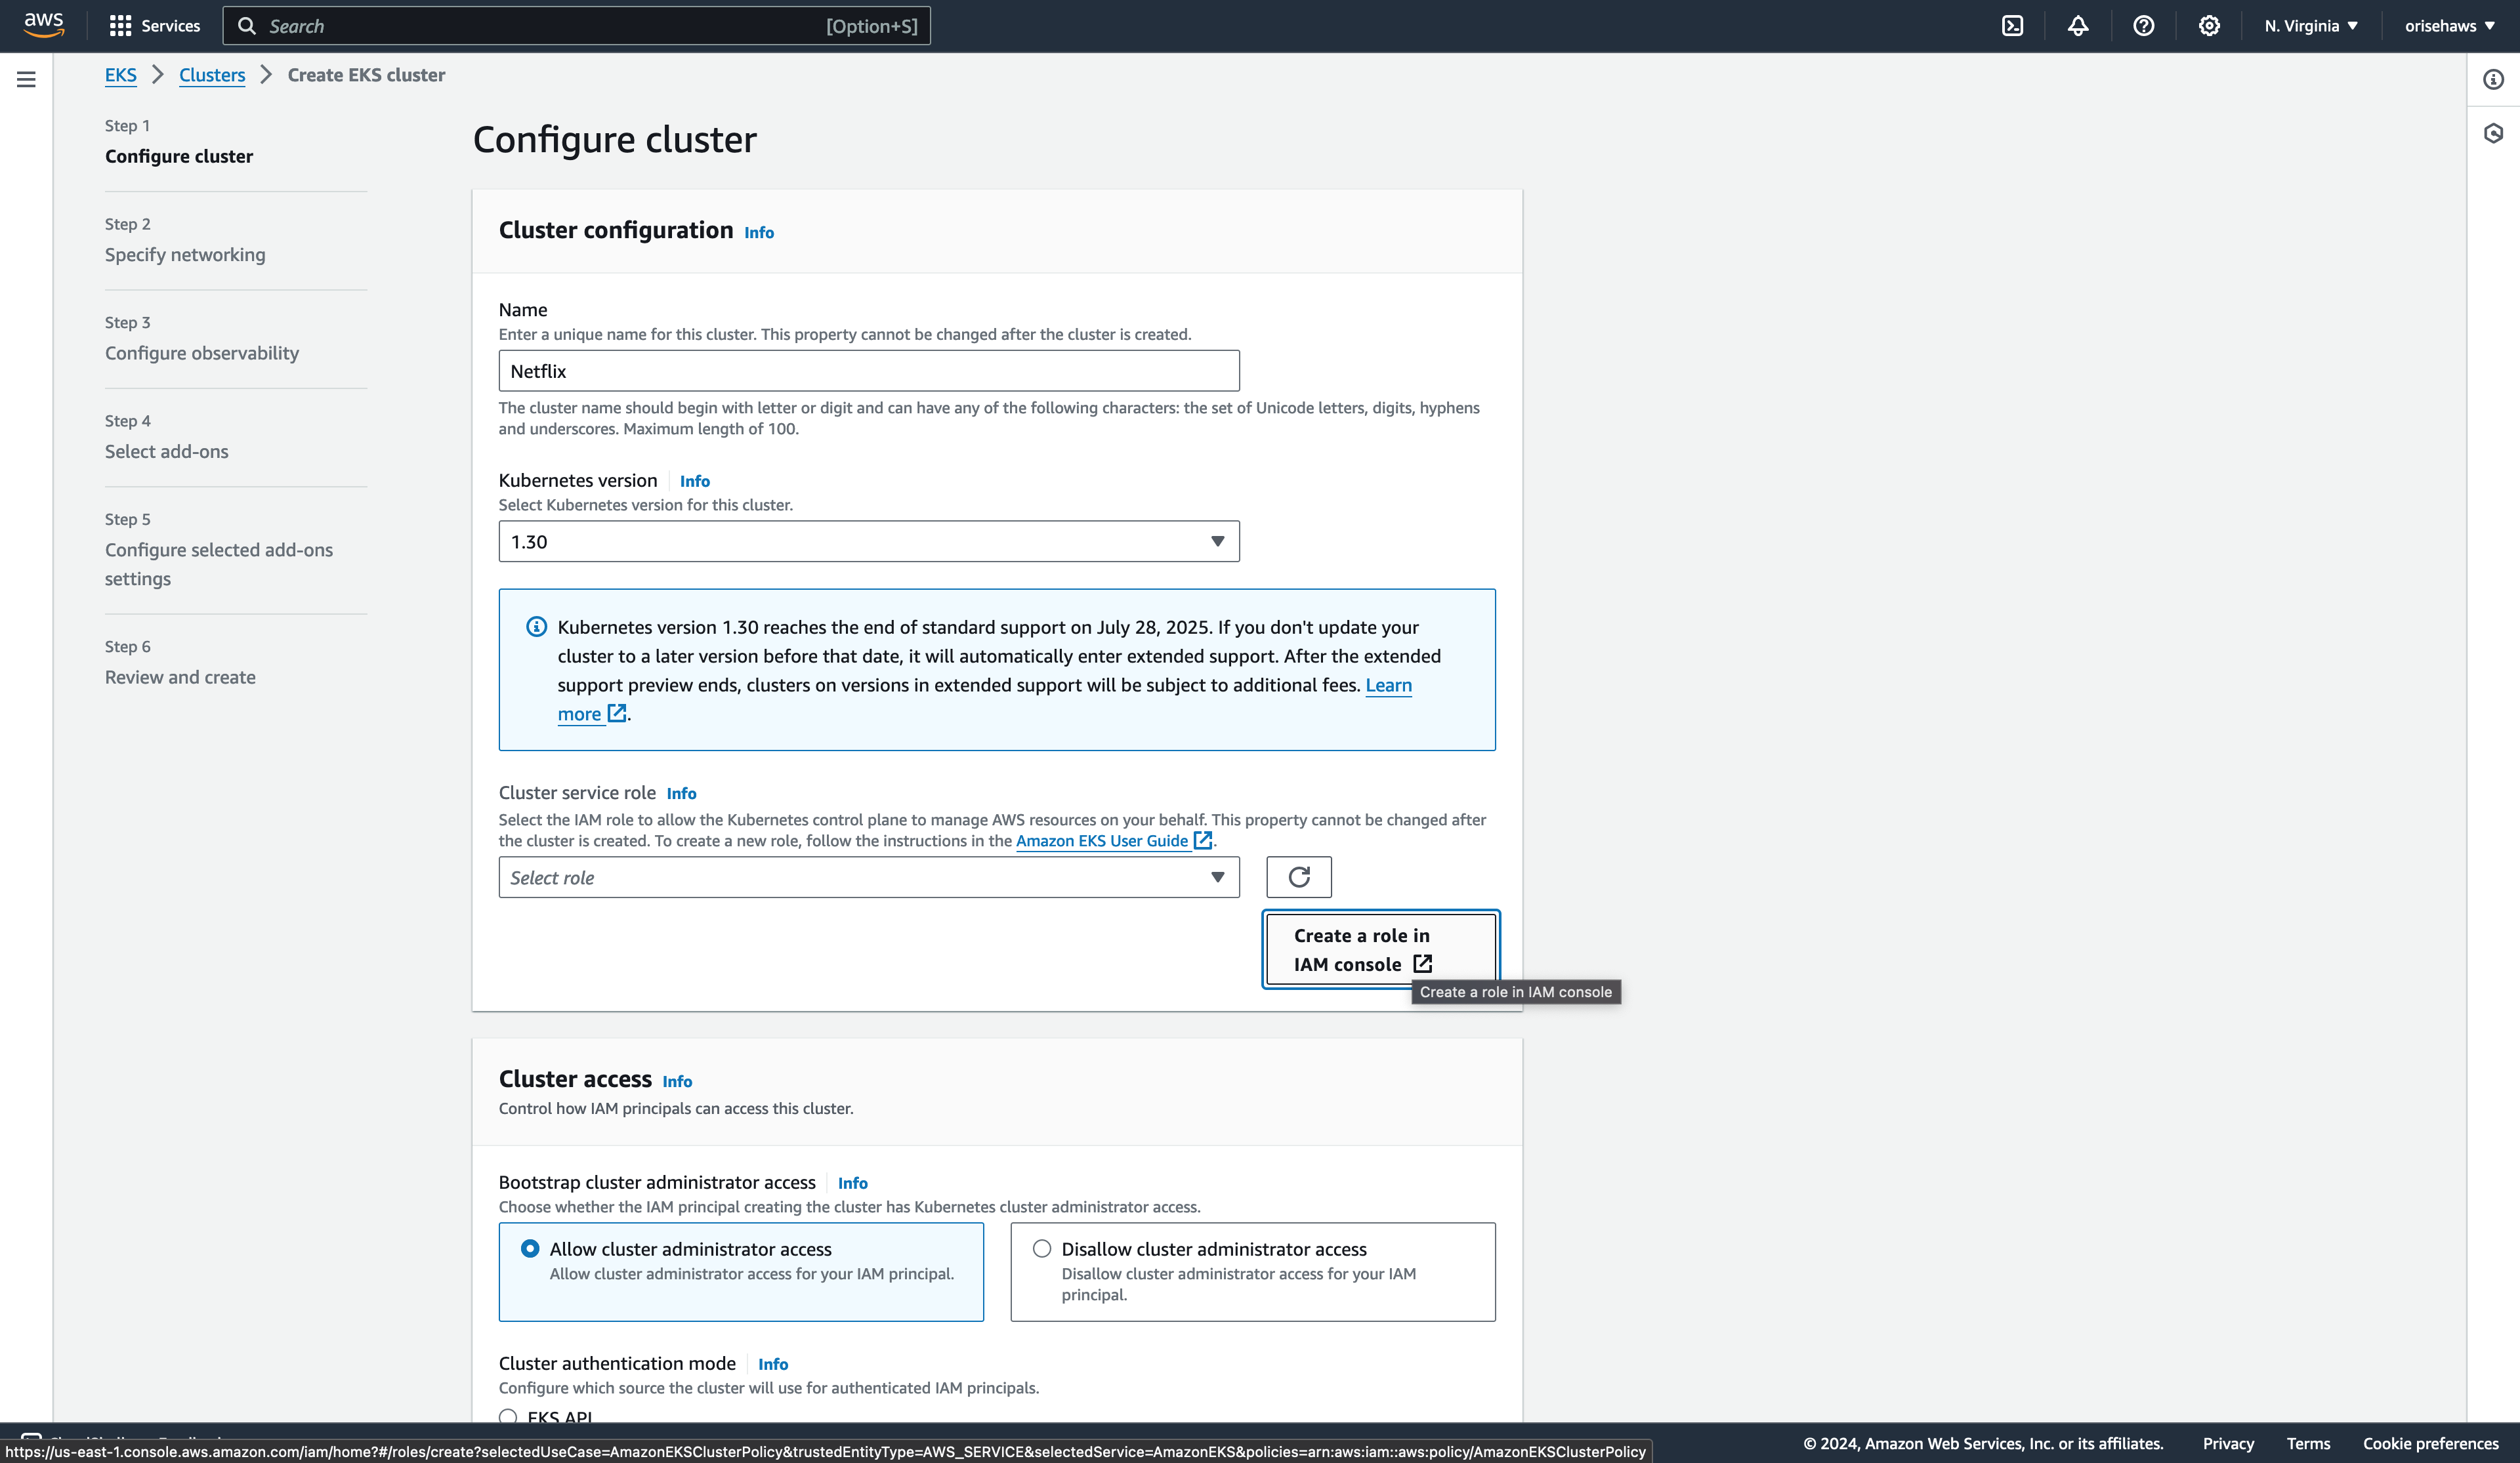 aws
Services
Search
[Option+S]
N. Virginia
orisehaws
EKS
Clusters
Create EKS cluster
Step 1
Configure cluster
Step 2
Specify networking
Step 3
Configure observability
Step 4
Select add-ons
Step 5
Configure selected add-ons
settings
Step 6
Review and create
Configure cluster
Cluster configuration Info
Name
Enter a unique name for this cluster. This property cannot be changed after the cluster is created.
Netflix
The cluster name should begin with letter or digit and can have any of the following characters: the set of Unicode letters, digits, hyphens
and underscores. Maximum length of 100.
Kubernetes version Info
Select Kubernetes version for this cluster.
1.30
Kubernetes version 1.30 reaches the end of standard support on July 28, 2025. If you don't update your
cluster to a later version before that date, it will automatically enter extended support. After the extended
support preview ends, clusters on versions in extended support will be subject to additional fees. Learn
more.
Cluster service role Info
Select the IAM role to allow the Kubernetes control plane to manage AWS resources on your behalf. This property cannot be changed after
the cluster is created. To create a new role, follow the instructions in the Amazon EKS User Guide.
Select role
Create a role in
IAM console
Create a role in IAM console
Cluster access Info
Control how IAM principals can access this cluster.
Bootstrap cluster administrator access Info
Choose whether the IAM principal creating the cluster has Kubernetes cluster administrator access.
Allow cluster administrator access
Allow cluster administrator access for your IAM principal.
Disallow cluster administrator access
Disallow cluster administrator access for your IAM
principal.
Cluster authentication mode Info
Configure which source the cluster will use for authenticated IAM principals.
EKS API
https://us-east-1.console.aws.amazon.com/iam/home?#/roles/create?selectedUseCase=AmazonEKSClusterPolicy&trustedEntityType=AWS_SERVICE&selectedService=AmazonEKS&policies=arn:aws:iam::aws:policy/AmazonEKSClusterPolicy
© 2024, Amazon Web Services, Inc. or its affiliates.
Privacy
Terms
Cookie preferences